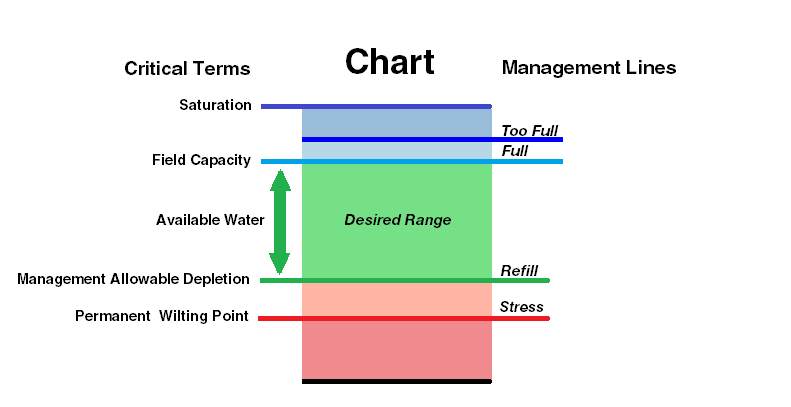 Chart
Critical Terms
Management Lines
Saturation
Too Full
Full
Field Capacity
Available Water
Desired Range
Refill
Management Allowable Depletion
Stress
Permanent Wilting Point